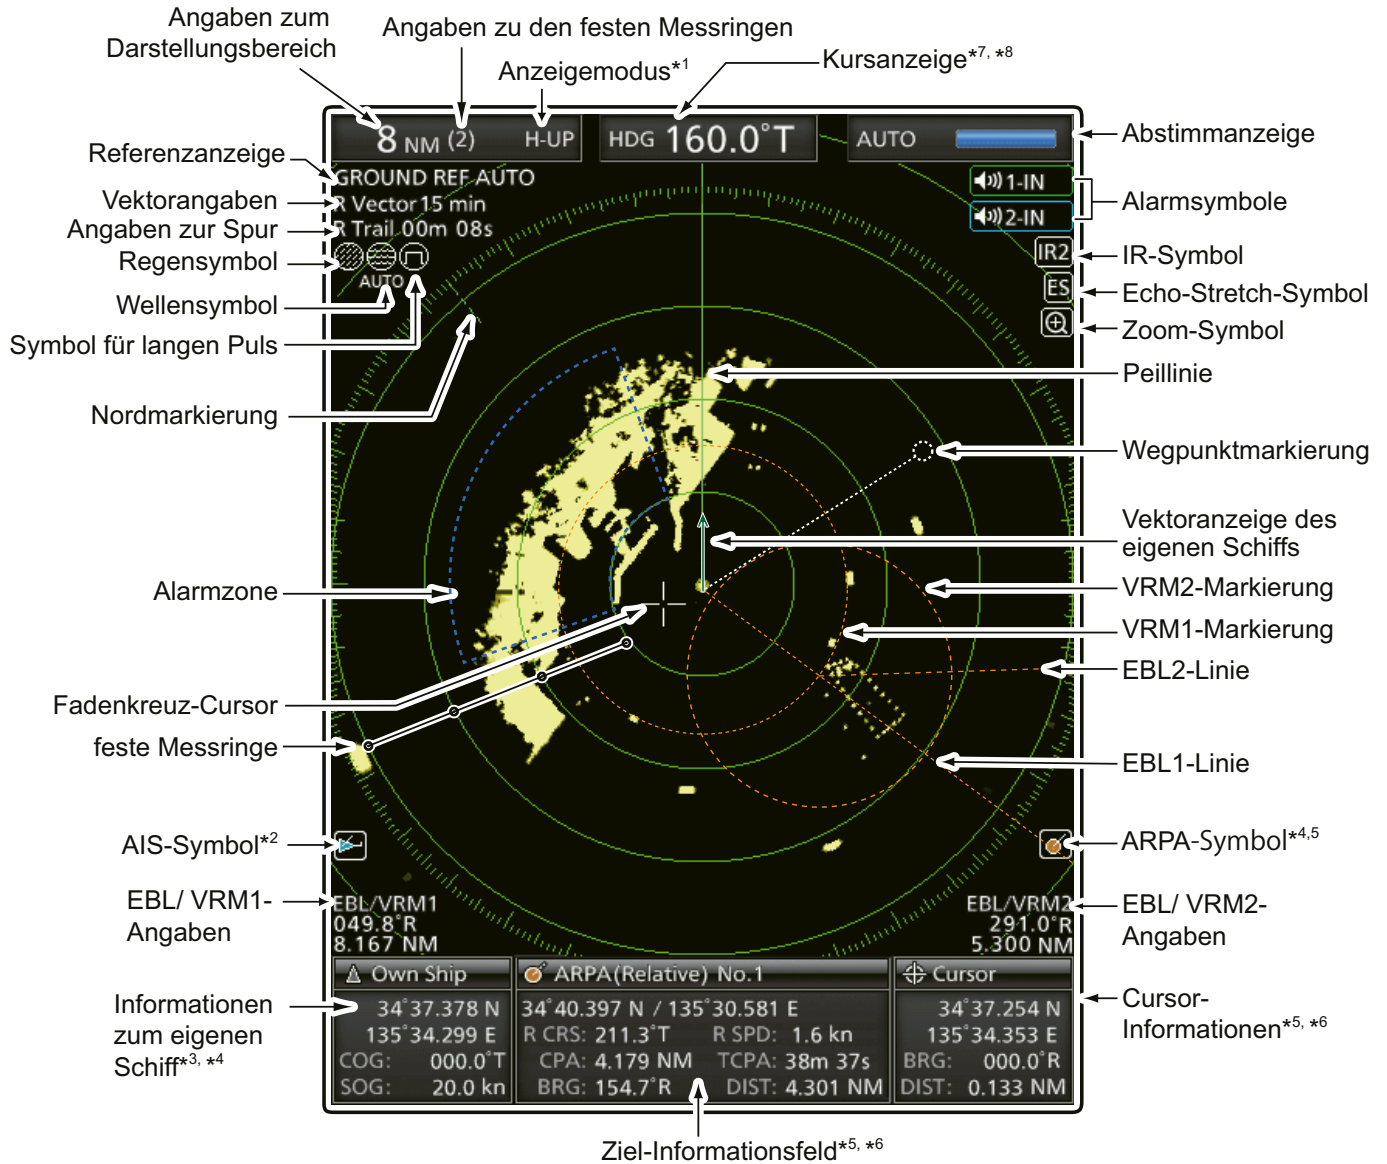 Angaben zum
Darstellungsbereich
Angaben zu den festen Messringen
Anzeigemodus*1
Kursanzeige*7, *8
8 NM (2) H-UP
HDG 160.0°T
AUTO
Abstimmanzeige
Referenzanzeige
GROUND REF AUTO
Vektorangaben
R Vector 15 min
Angaben zur Spur
R Trail 00m 08s
Regensymbol
AUTO
Wellensymbol
Symbol für langen Puls
Nordmarkierung
1-IN
2-IN
Alarmsymbole
IR2
IR-Symbol
ES
Echo-Stretch-Symbol
Zoom-Symbol
Peillinie
Wegpunktmarkierung
Vektoranzeige des
eigenen Schiffs
Alarmzone
VRM2-Markierung
VRM1-Markierung
EBL2-Linie
Fadenkreuz-Cursor
feste Messringe
EBL1-Linie
AIS-Symbol*2
ARPA-Symbol*4,5
EBL/ VRM1-
Angaben
EBL/VRM1
049.8°R
8.167 NM
EBL/VRM2
291.0°R
5.300 NM
EBL/ VRM2-
Angaben
Informationen
zum eigenen
Schiff*3, *4
Own Ship
34°37.378 N
135°34.299 E
COG: 000.0°T
SOG: 20.0 kn
ARPA(Relative) No.1
34°40.397 N / 135°30.581 E
R CRS: 211.3°T R SPD: 1.6 kn
CPA: 4.179 NM TCPA: 38m 37s
BRG: 154.7°R DIST: 4.301 NM
Cursor
34°37.254 N
135°34.353 E
BRG: 000.0°R
DIST: 0.133 NM
Cursor-
Informationen*5, *6
Ziel-Informationsfeld*5, *6